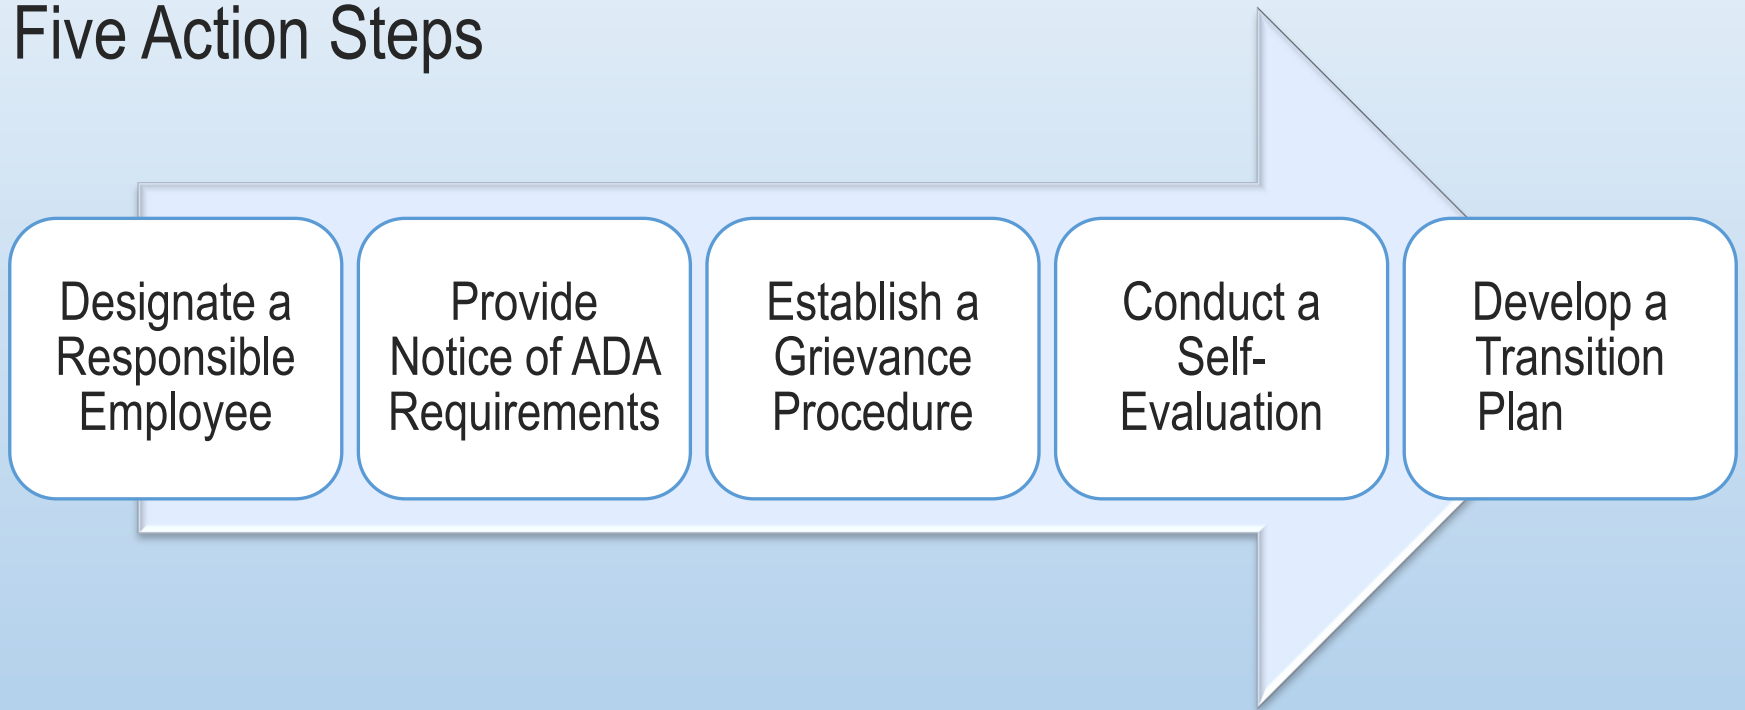 Five Action Steps
Designate a
Responsible
Employee
Provide
Notice of ADA
Requirements
Establish a
Grievance
Procedure
Conduct a
Self-
Evaluation
Develop a
Transition
Plan